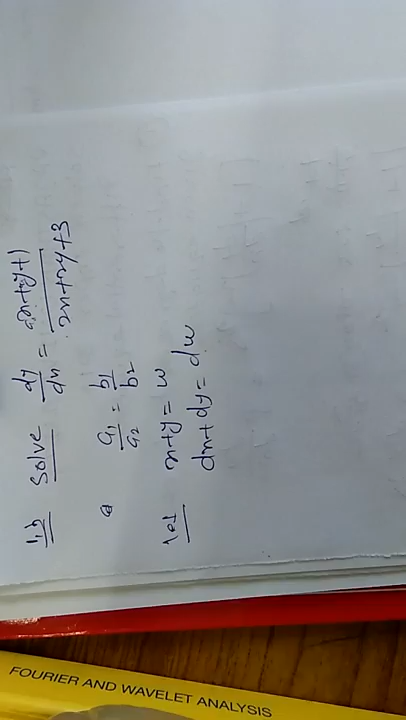 1.b Solve dy/dx = x+y+1 / 2x+2y+3
a1/a2 = b1/b2
let x+y = w
dx+dy = dw
FOURIER AND WAVELET ANALYSIS